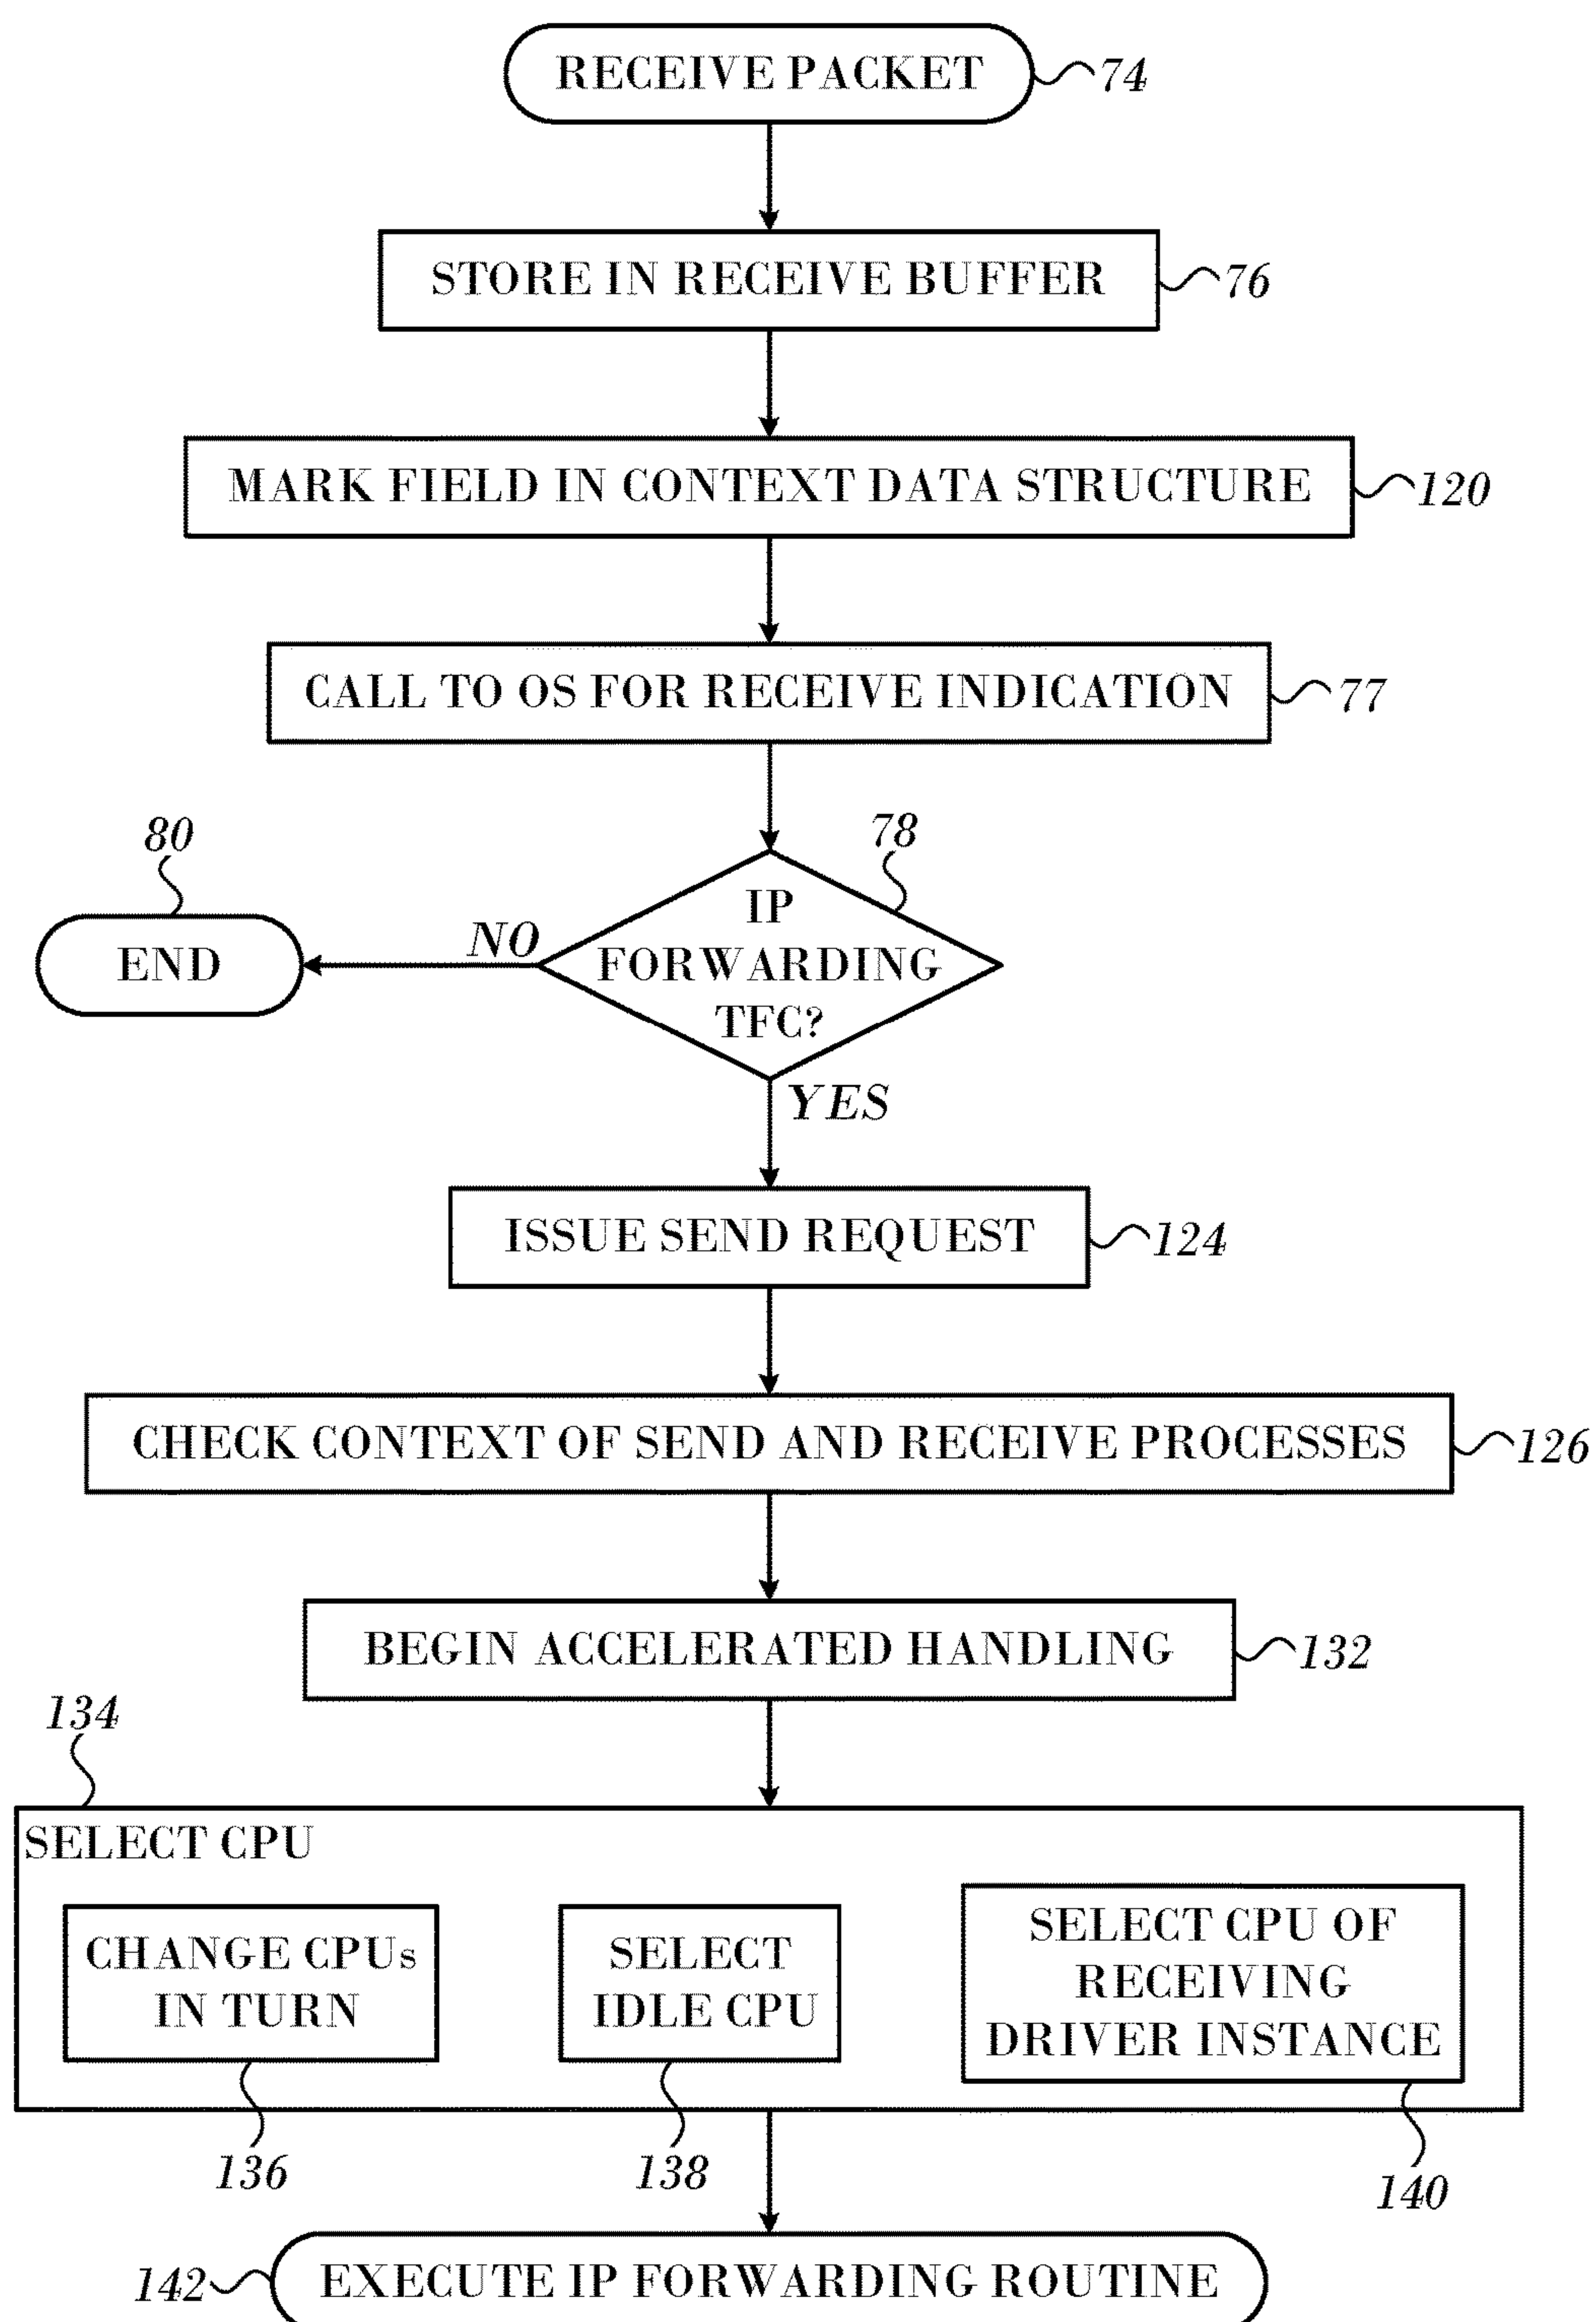 RECEIVE PACKET
74
STORE IN RECEIVE BUFFER
76
MARK FIELD IN CONTEXT DATA STRUCTURE
120
CALL TO OS FOR RECEIVE INDICATION
77
80
78
END
NO
IP
FORWARDING
TFC?
YES
ISSUE SEND REQUEST
124
CHECK CONTEXT OF SEND AND RECEIVE PROCESSES
126
BEGIN ACCELERATED HANDLING
132
134
SELECT CPU
CHANGE CPUs
IN TURN
SELECT
IDLE CPU
SELECT CPU OF
RECEIVING
DRIVER INSTANCE
136
138
140
142
EXECUTE IP FORWARDING ROUTINE